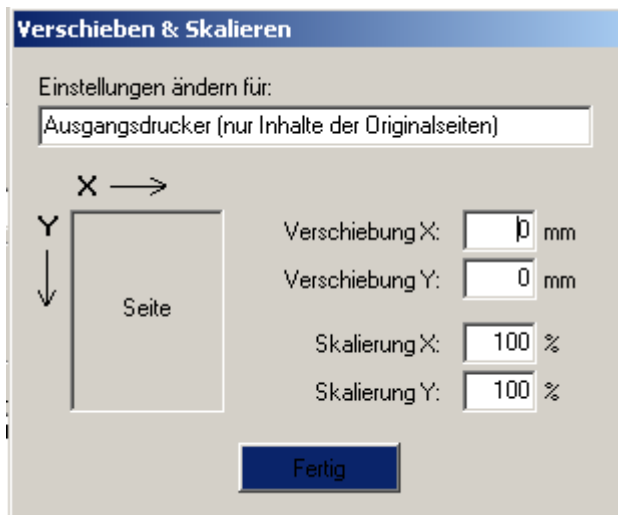 Verschieben & Skalieren
Einstellungen ändern für:
Ausgangsdrucker (nur Inhalte der Originalseiten)
X
Y
Seite
Verschiebung X: 0 mm
Verschiebung Y: 0 mm
Skalierung X: 100 %
Skalierung Y: 100 %
Fertig